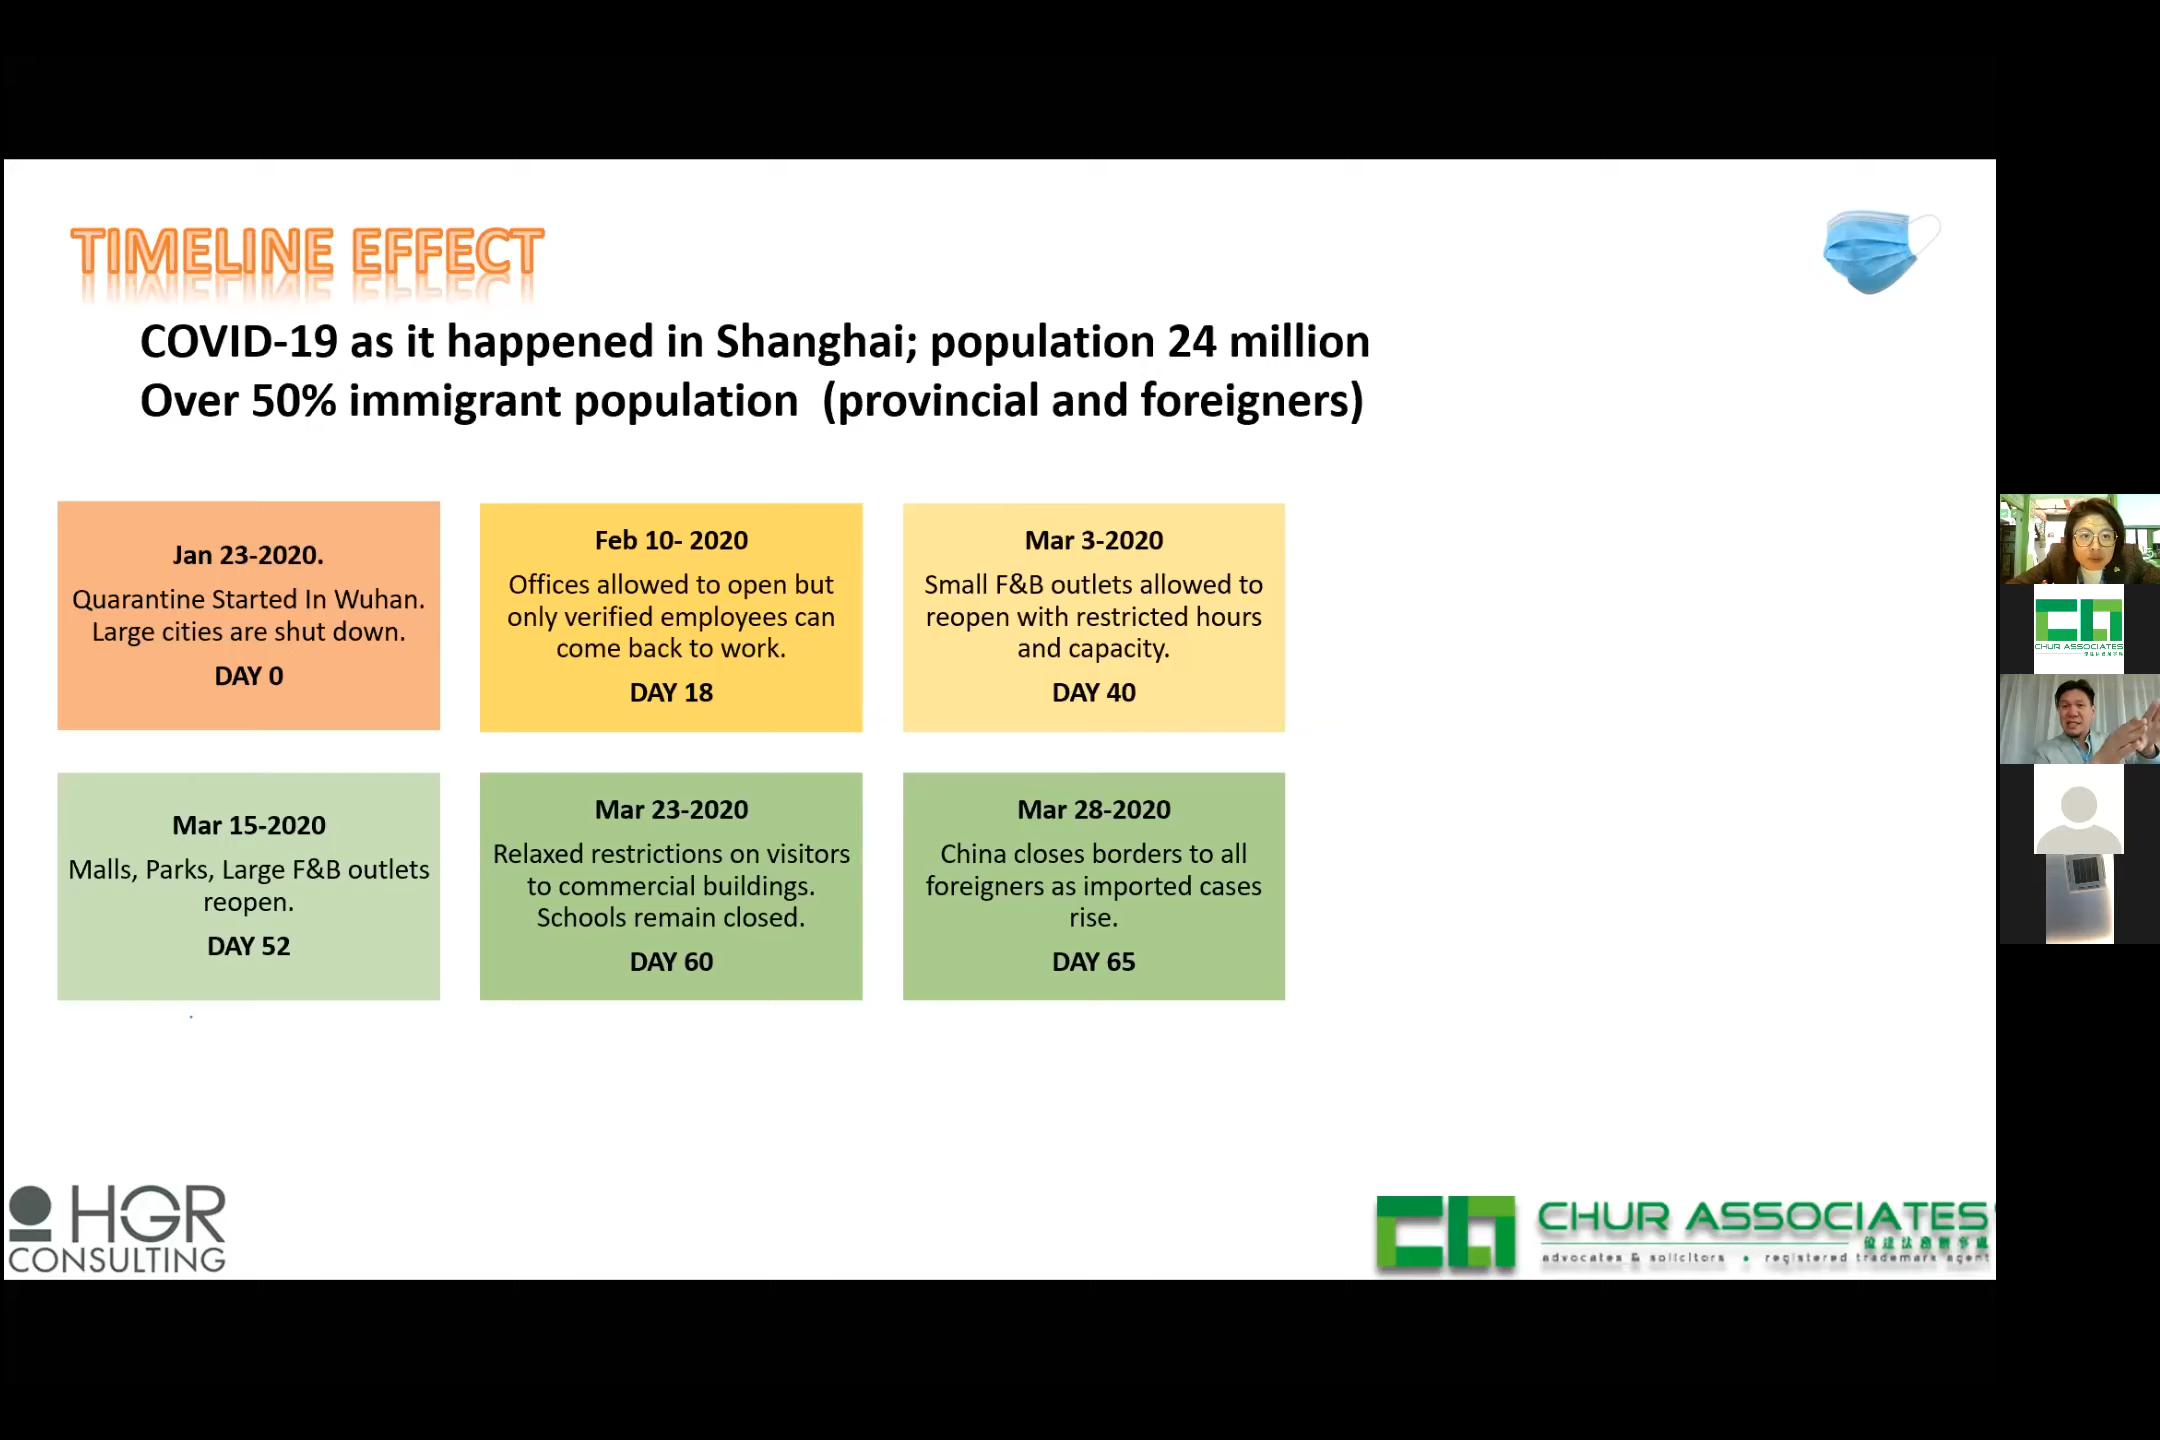 TIMELINE EFFECT
COVID-19 as it happened in Shanghai; population 24 million
Over 50% immigrant population (provincial and foreigners)
Jan 23-2020.
Quarantine Started In Wuhan.
Large cities are shut down.
DAY 0
Feb 10- 2020
Offices allowed to open but
only verified employees can
come back to work.
DAY 18
Mar 3-2020
Small F&B outlets allowed to
reopen with restricted hours
and capacity.
DAY 40
Mar 15-2020
Malls, Parks, Large F&B outlets
reopen.
DAY 52
Mar 23-2020
Relaxed restrictions on visitors
to commercial buildings.
Schools remain closed.
DAY 60
Mar 28-2020
China closes borders to all
foreigners as imported cases
rise.
DAY 65
HGR
CONSULTING
CHUR ASSOCIATES
advocates & solicitors • registered trademark agent
CHUR ASSOCIATES